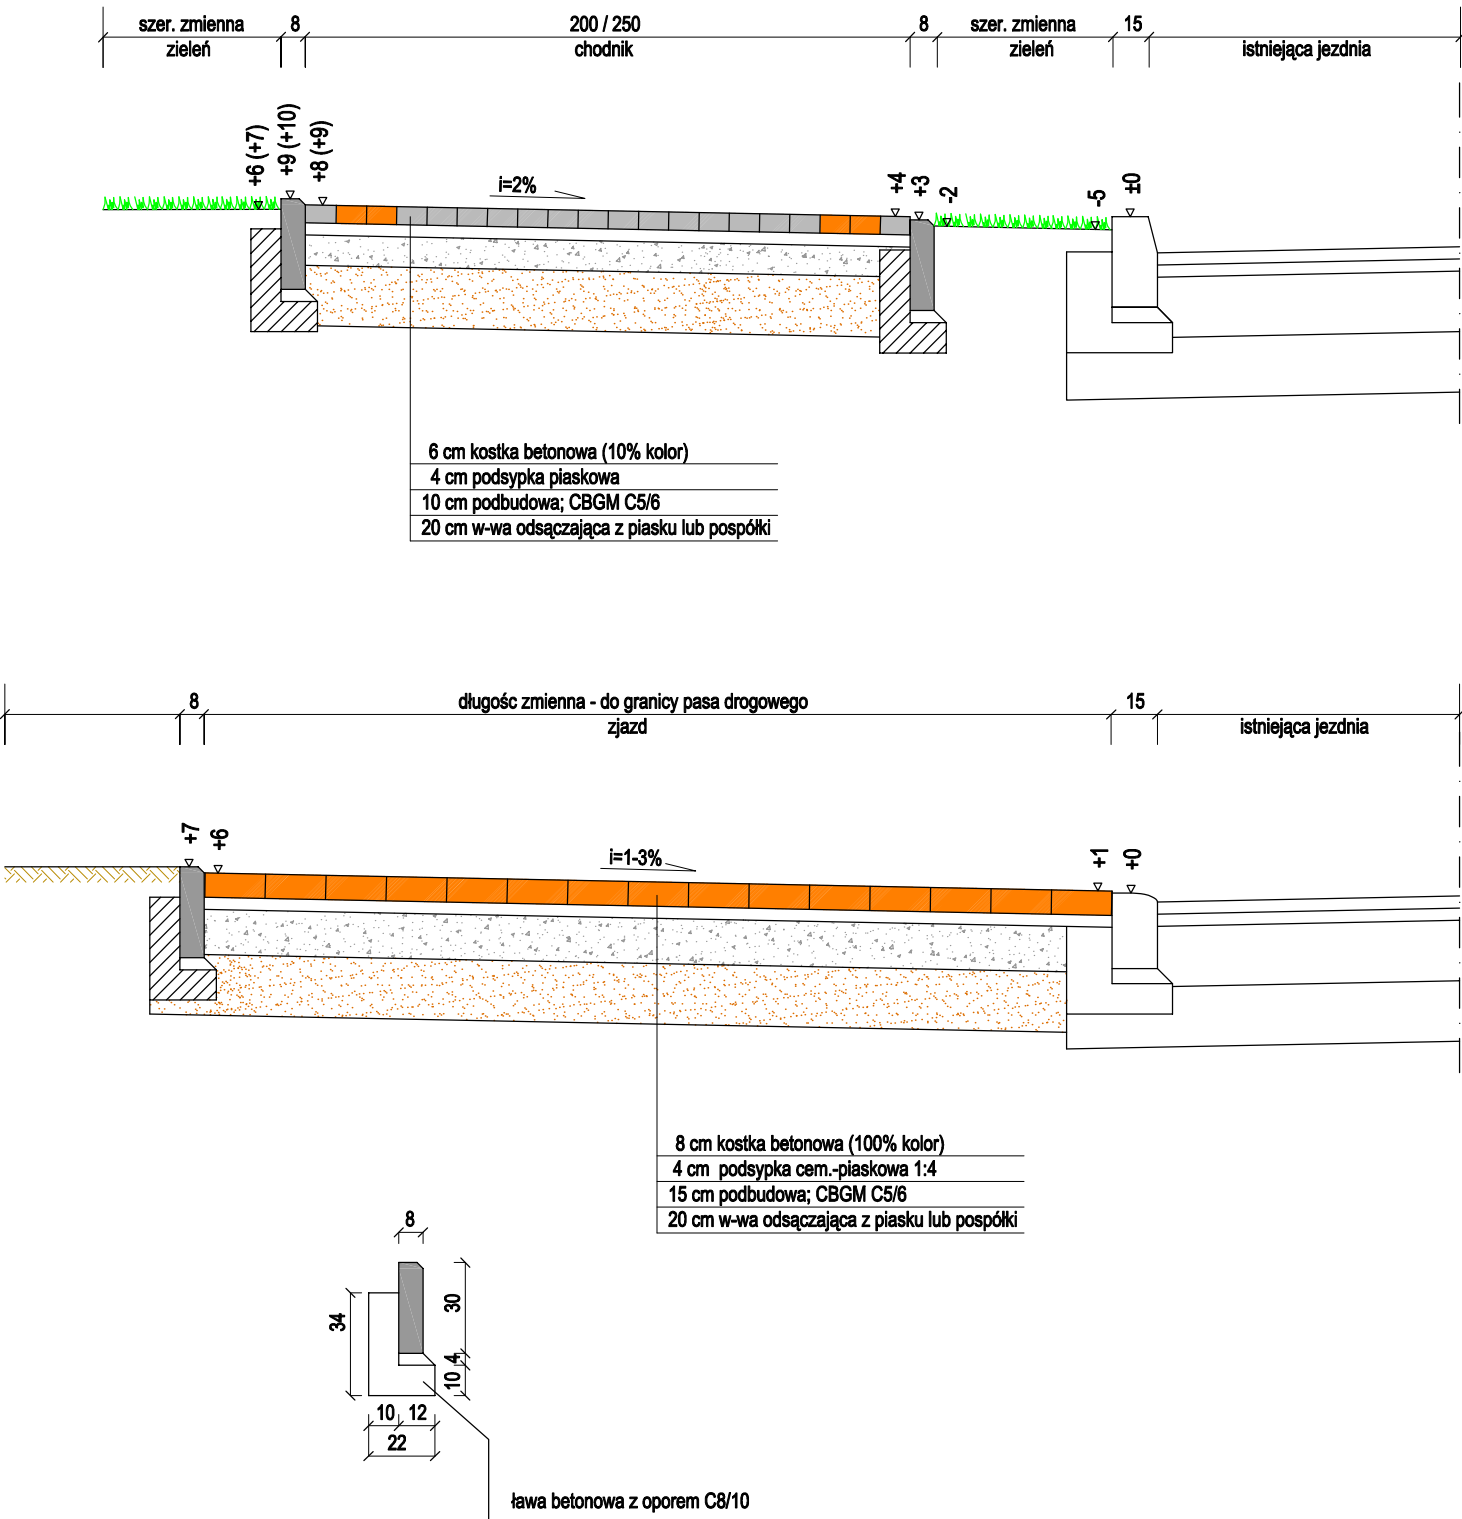 szer. zmienna 8 200 / 250 8 szer. zmienna 15
zieleń chodnik zieleń istniejąca jezdnia
+6 (+7)
+9 (+10)
+8 (+9)
i=2%
+4
+3
-2
-5
±0
6 cm kostka betonowa (10% kolor)
4 cm podsypka piaskowa
10 cm podbudowa; CBGM C5/6
20 cm w-wa odsączająca z piasku lub pospółki
8 długośc zmienna - do granicy pasa drogowego 15
zjazd istniejąca jezdnia
+7
+6
i=1-3%
+1
+0
8 cm kostka betonowa (100% kolor)
4 cm podsypka cem.-piaskowa 1:4
15 cm podbudowa; CBGM C5/6
20 cm w-wa odsączająca z piasku lub pospółki
8
34
30
4
10
10 12
22
ława betonowa z oporem C8/10